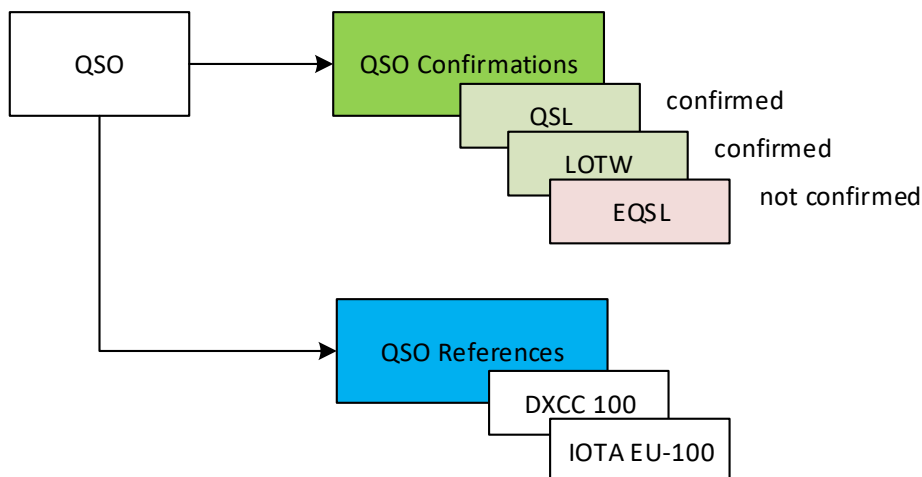 QSO
QSO Confirmations
QSL
confirmed
LOTW
confirmed
EQSL
not confirmed
QSO References
DXCC 100
IOTA EU-100